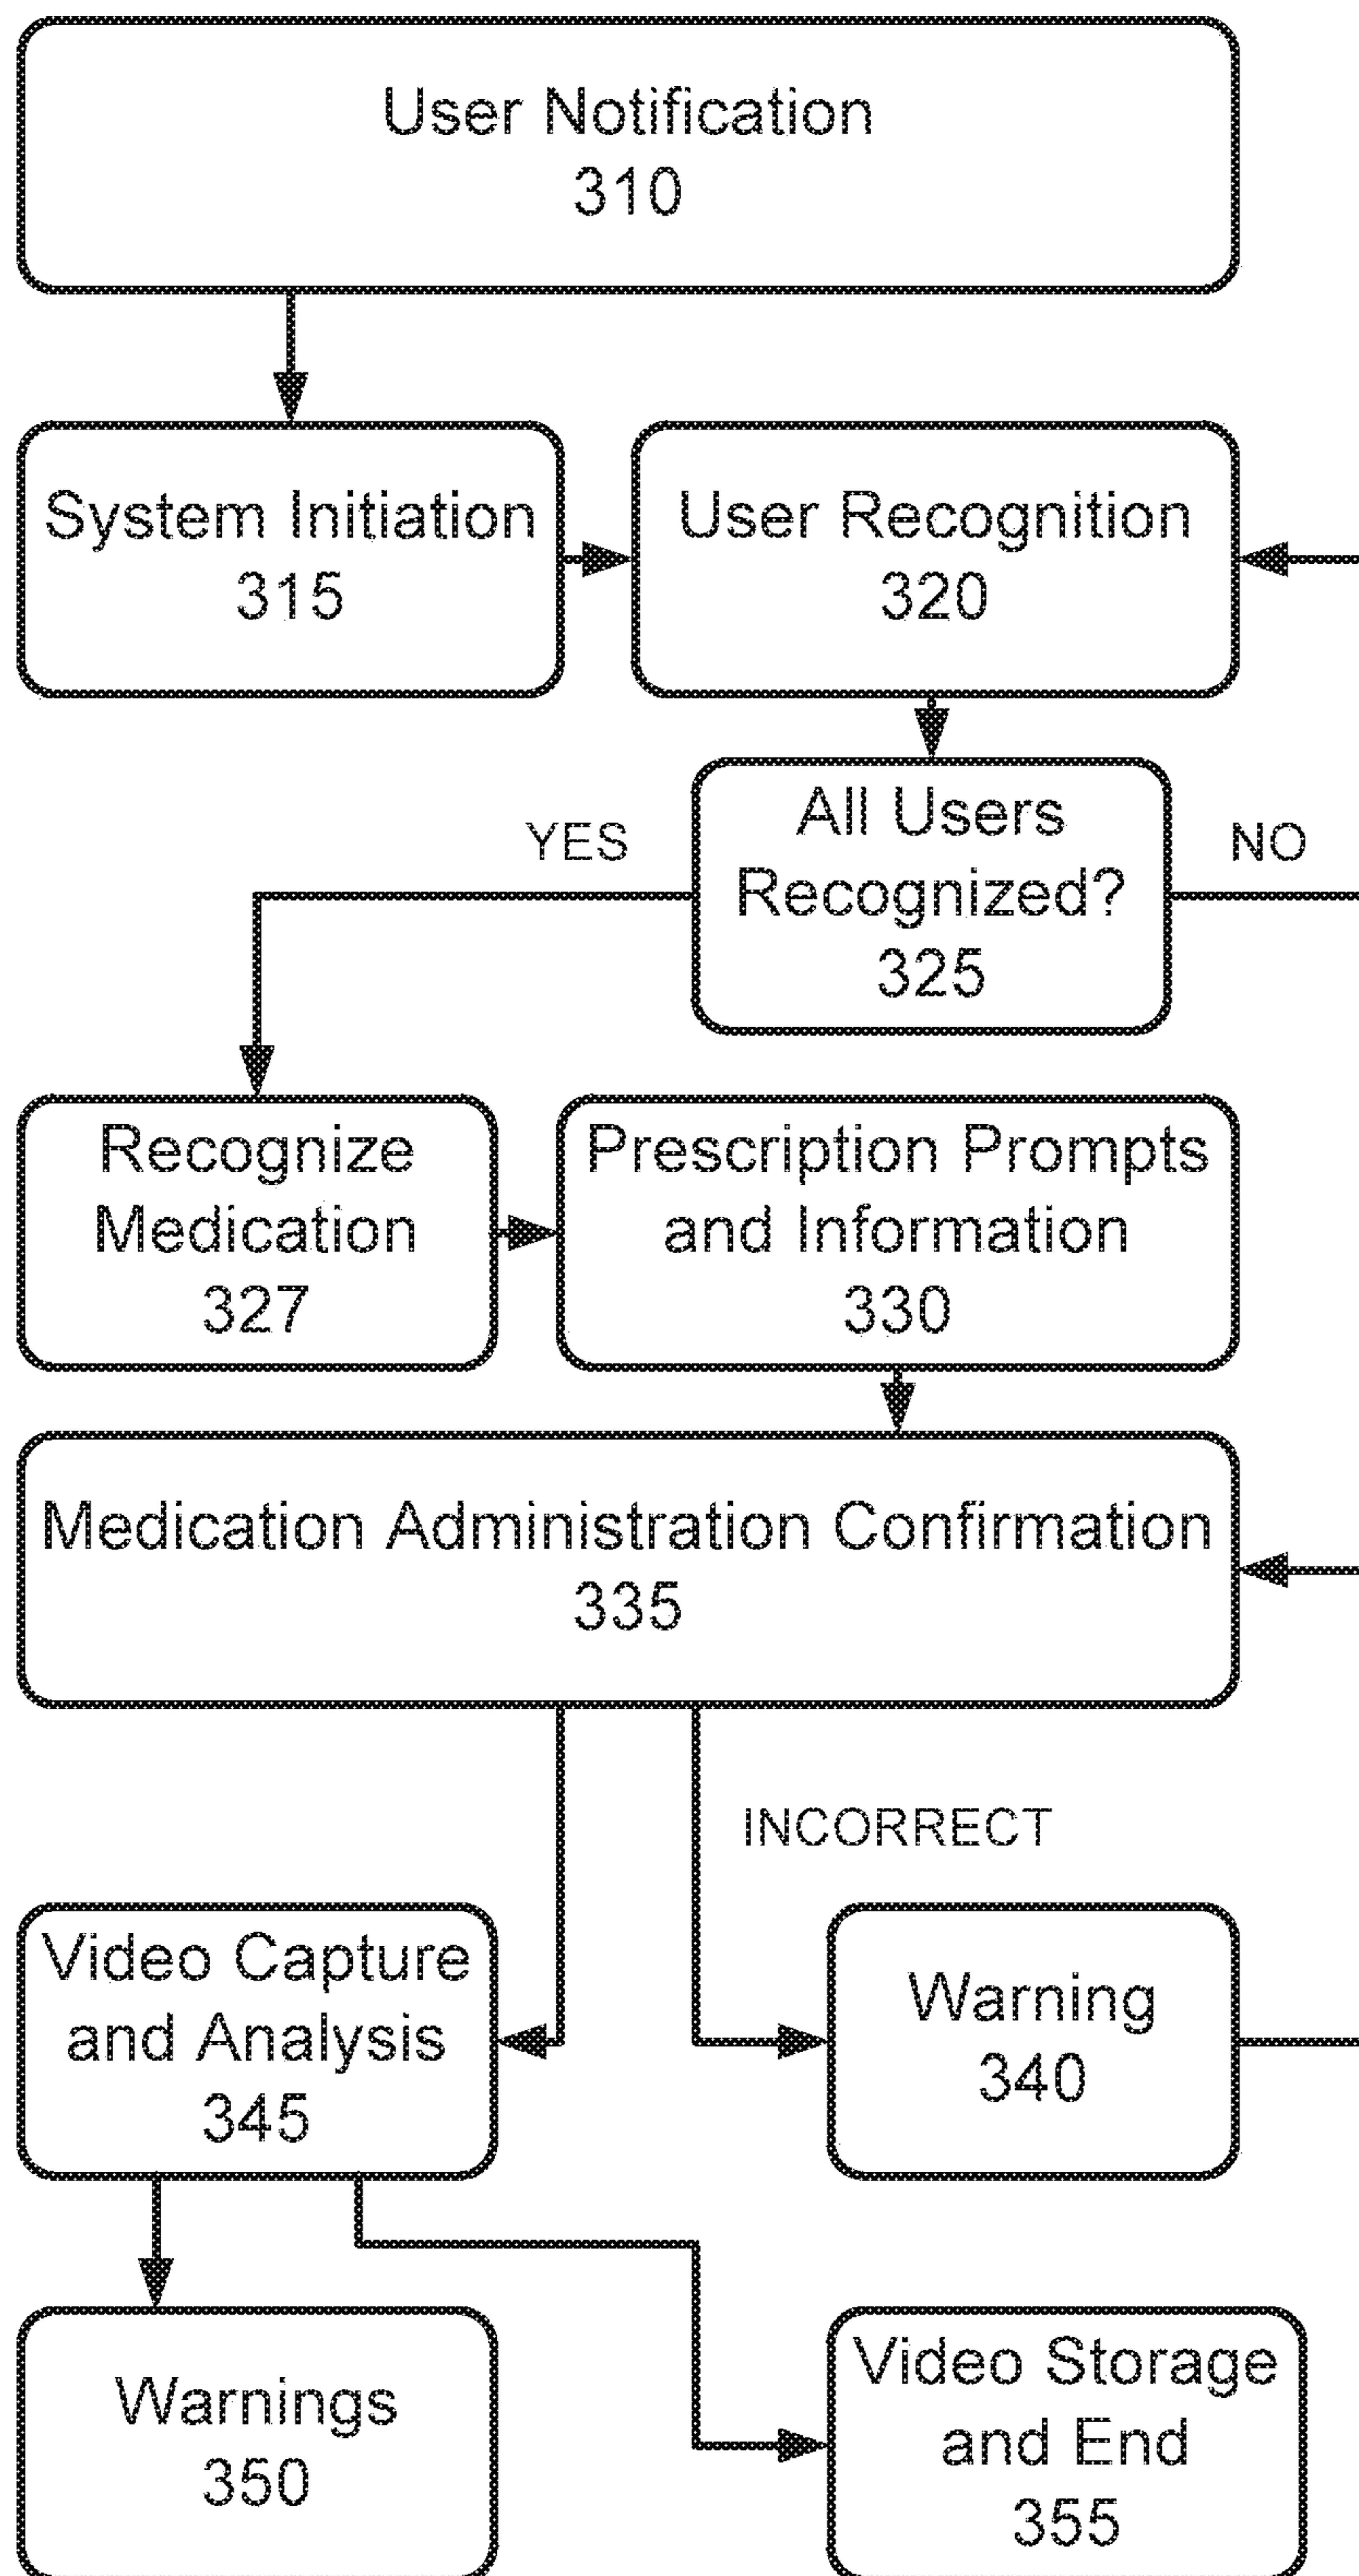 User Notification
310
System Initiation
315
User Recognition
320
All Users
Recognized?
325
YES
NO
Recognize
Medication
327
Prescription Prompts
and Information
330
Medication Administration Confirmation
335
INCORRECT
Video Capture
and Analysis
345
Warning
340
Warnings
350
Video Storage
and End
355